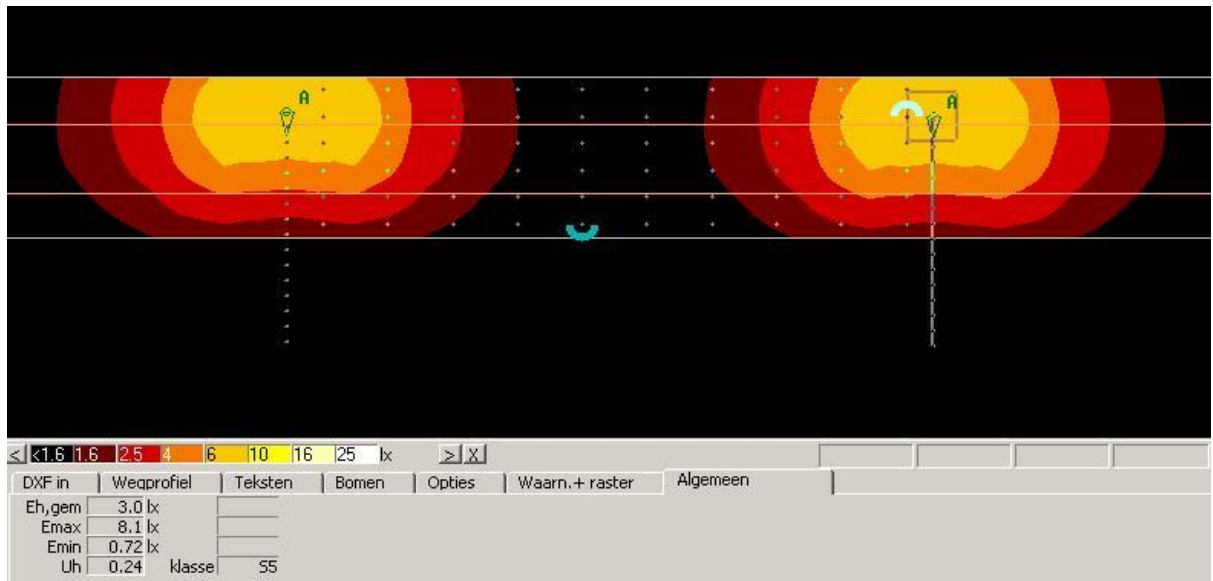 A
A
< <1.6 1.6 2.5 4 6 10 16 25 lx > X
DXF in Wegprofiel Teksten Bomen Opties Waarn.+ raster Algemeen
Eh,gem 3.0 lx
Emax 8.1 lx
Emin 0.72 lx
Uh 0.24 klasse S5